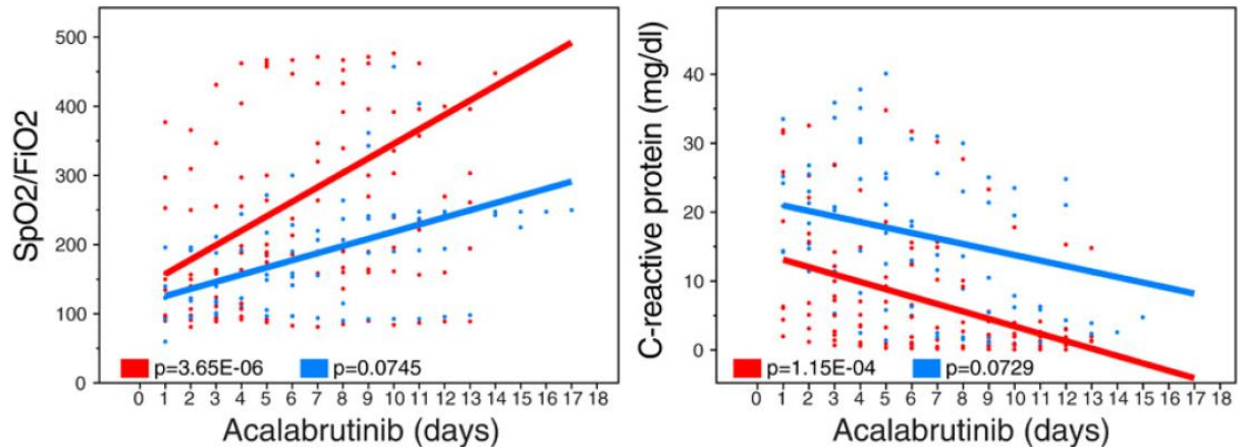 SpO2/FiO2
500
400
300
200
100
0
p=3.65E-06 p=0.0745
0 1 2 3 4 5 6 7 8 9 10 11 12 13 14 15 16 17 18
Acalabrutinib (days)
C-reactive protein (mg/dl)
40
30
20
10
0
p=1.15E-04 p=0.0729
0 1 2 3 4 5 6 7 8 9 10 11 12 13 14 15 16 17 18
Acalabrutinib (days)